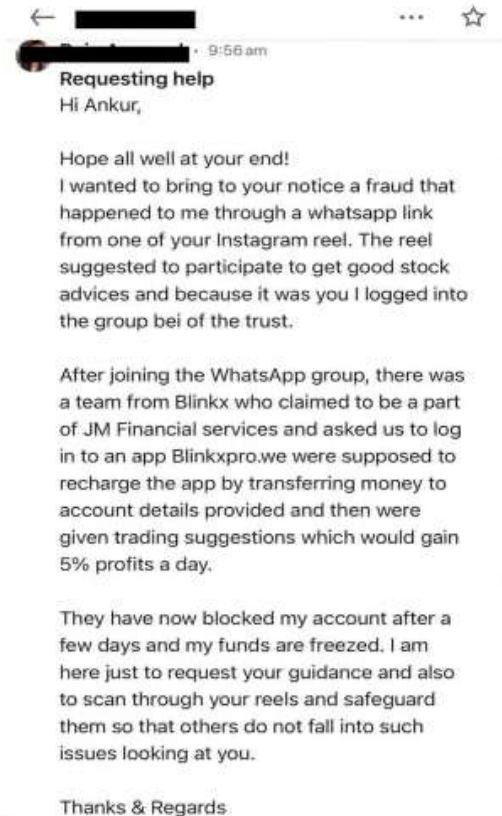 9:56 am
Requesting help
Hi Ankur,
Hope all well at your end!
I wanted to bring to your notice a fraud that
happened to me through a whatsapp link
from one of your Instagram reel. The reel
suggested to participate to get good stock
advices and because it was you I logged into
the group bei of the trust.
After joining the WhatsApp group, there was
a team from Blinkx who claimed to be a part
of JM Financial services and asked us to log
in to an app Blinkxpro.we were supposed to
recharge the app by transferring money to
account details provided and then were
given trading suggestions which would gain
5% profits a day.
They have now blocked my account after a
few days and my funds are freezed. I am
here just to request your guidance and also
to scan through your reels and safeguard
them so that others do not fall into such
issues looking at you.
Thanks & Regards